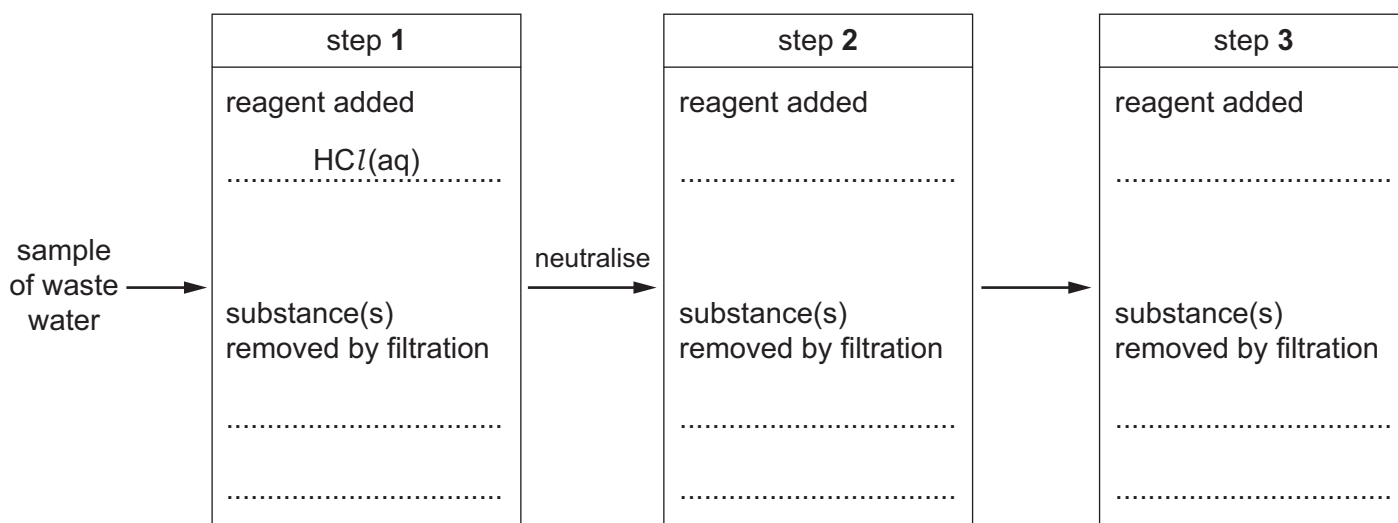 step 1
reagent added
HCl(aq)
..................................
substance(s)
removed by filtration
..................................
..................................
sample
of waste
water
neutralise
step 2
reagent added
..................................
substance(s)
removed by filtration
..................................
..................................
step 3
reagent added
..................................
substance(s)
removed by filtration
..................................
..................................